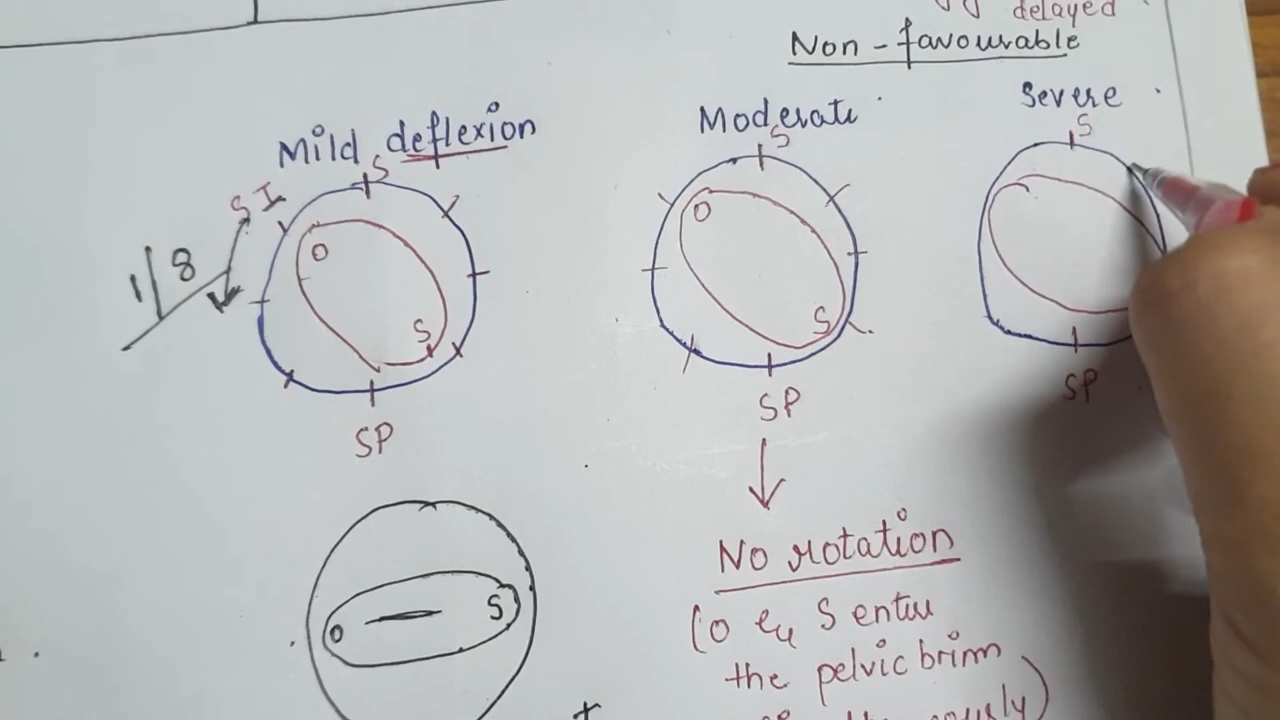 delayed
Non - favourable
Mild deflexion
Moderate
Severe
S
S
S
SI
1/8
O
S
O
S
SP
SP
SP
O
S
No rotation
(O & S enter
the pelvic brim